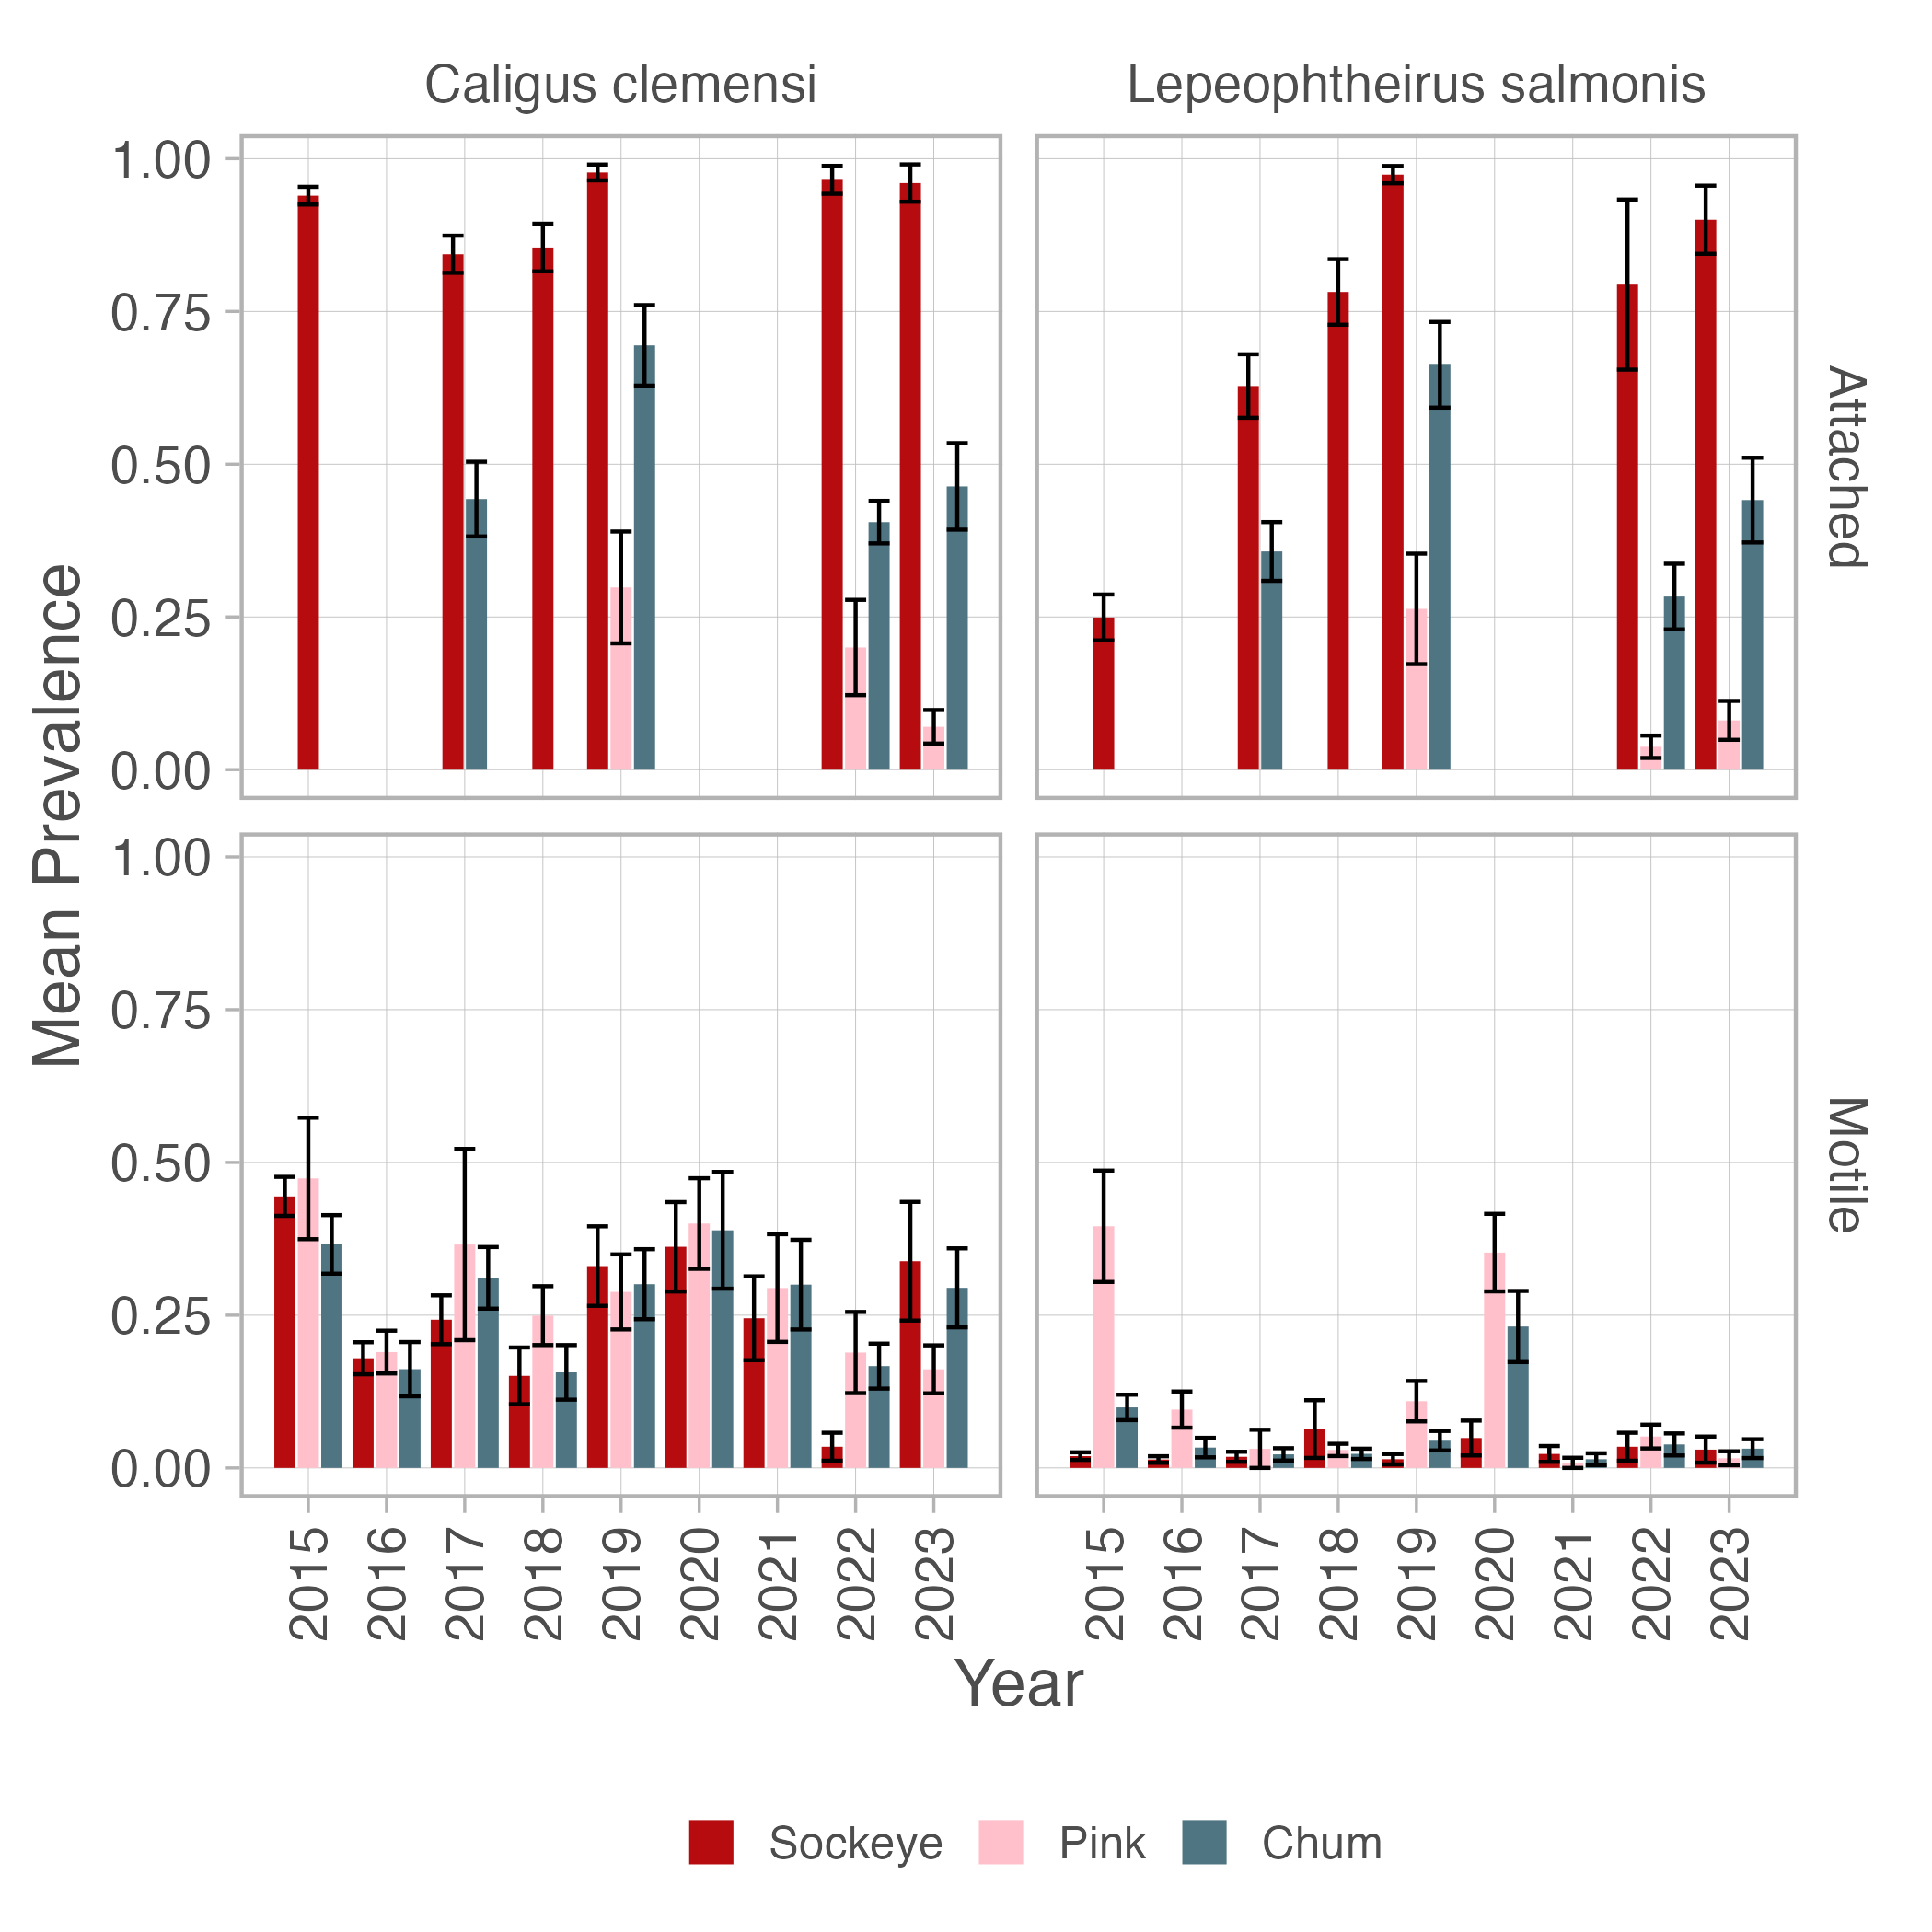 Caligus clemensi
Lepeophtheirus salmonis
1.00
0.75
0.50
0.25
0.00
Attached
Mean Prevalence
1.00
0.75
0.50
0.25
0.00
Motile
2015 2016 2017 2018 2019 2020 2021 2022 2023
2015 2016 2017 2018 2019 2020 2021 2022 2023
Year
Sockeye Pink Chum